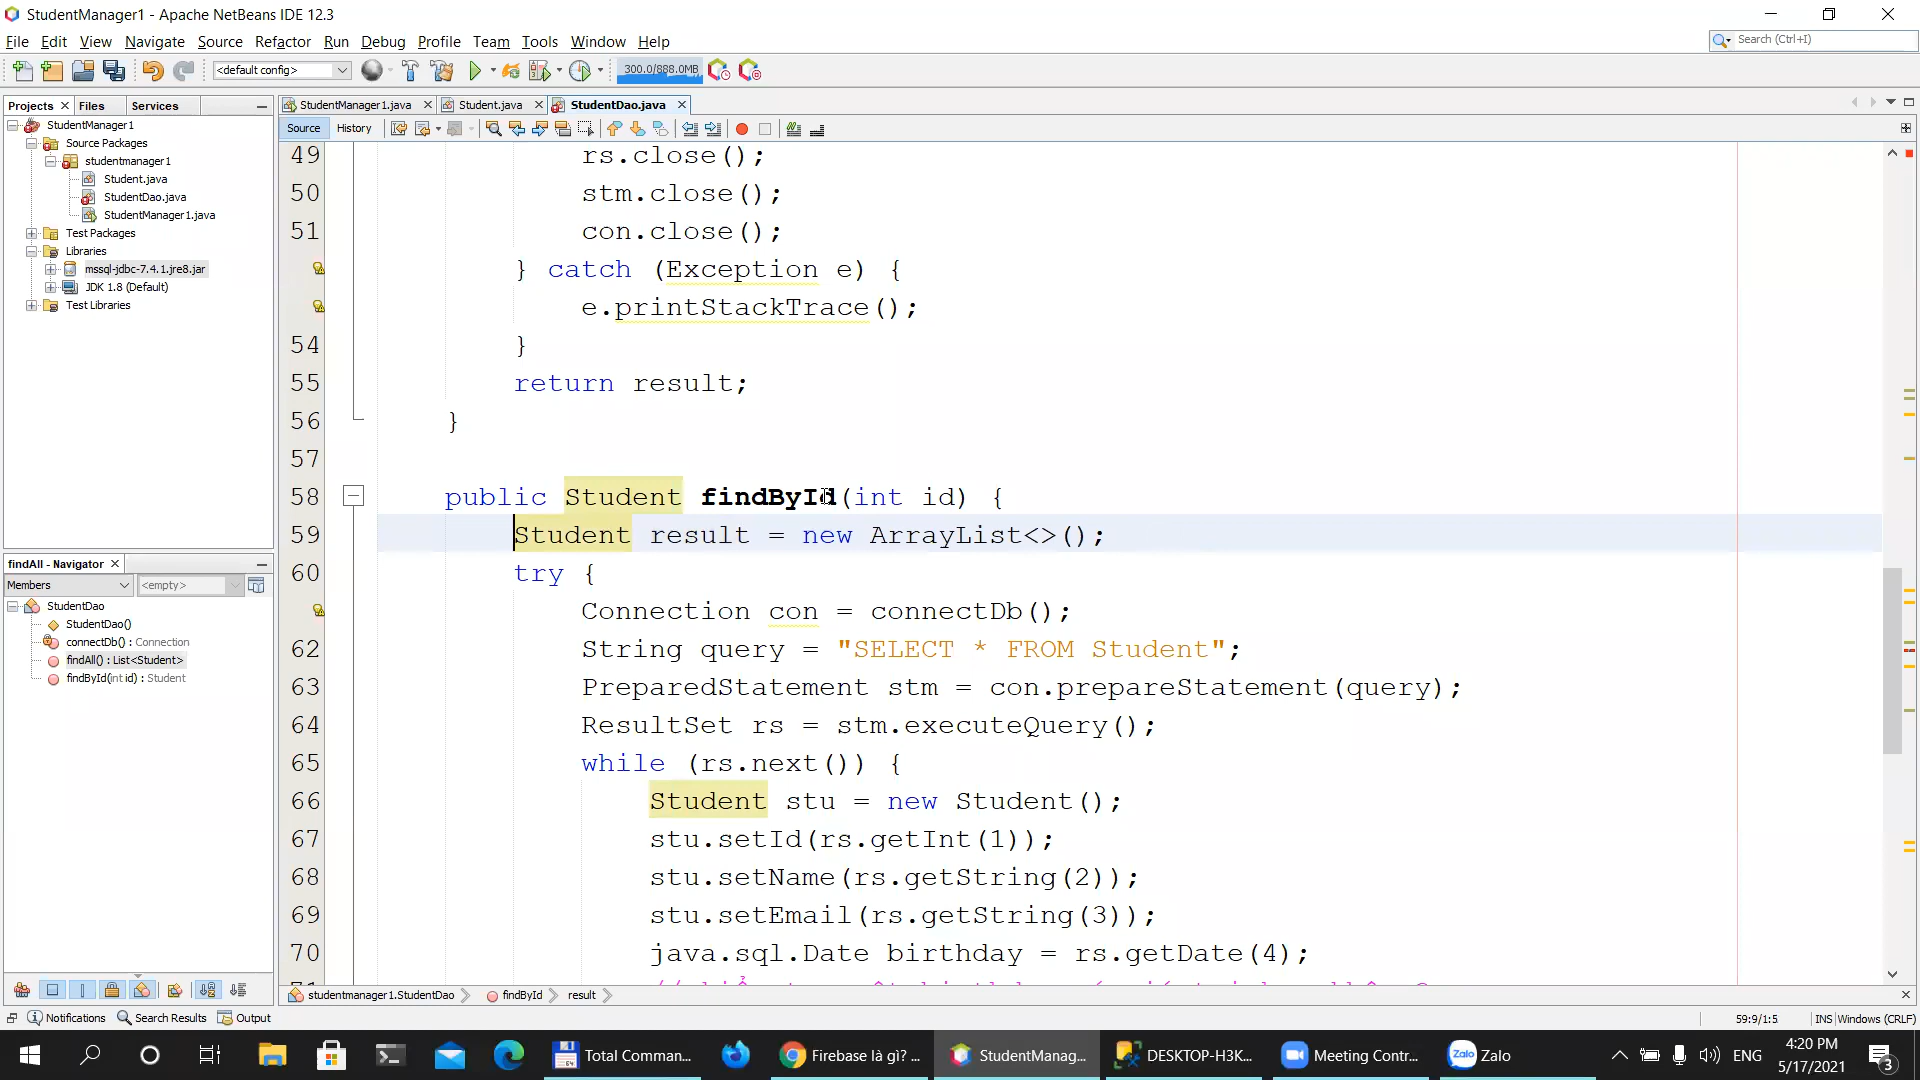 StudentManager1 - Apache NetBeans IDE 12.3
File Edit View Navigate Source Refactor Run Debug Profile Team Tools Window Help
Search (Ctrl+I)
<default config>
300.0/888.0MB
Projects Files Services
StudentManager1.java Student.java StudentDao.java
Source History
StudentManager1
Source Packages
studentmanager1
Student.java
StudentDao.java
StudentManager1.java
Test Packages
Libraries
mssql-jdbc-7.4.1.jre8.jar
JDK 1.8 (Default)
Test Libraries
findAll - Navigator
Members <empty>
StudentDao
StudentDao()
connectDb() : Connection
findAll() : List<Student>
findById(int id) : Student
49 rs.close();
50 stm.close();
51 con.close();
} catch (Exception e) {
e.printStackTrace();
54 }
55 return result;
56 }
57
58 public Student findById(int id) {
59 Student result = new ArrayList<>();
60 try {
Connection con = connectDb();
62 String query = "SELECT * FROM Student";
63 PreparedStatement stm = con.prepareStatement(query);
64 ResultSet rs = stm.executeQuery();
65 while (rs.next()) {
66 Student stu = new Student();
67 stu.setId(rs.getInt(1));
68 stu.setName(rs.getString(2));
69 stu.setEmail(rs.getString(3));
70 java.sql.Date birthday = rs.getDate(4);
studentmanager1.StudentDao findById result
Notifications Search Results Output
59:9/1:5 INS Windows (CRLF)
Total Comman... Firebase là gì? ... StudentManag... DESKTOP-H3K... Meeting Contr... Zalo Zalo
ENG
4:20 PM
5/17/2021
3